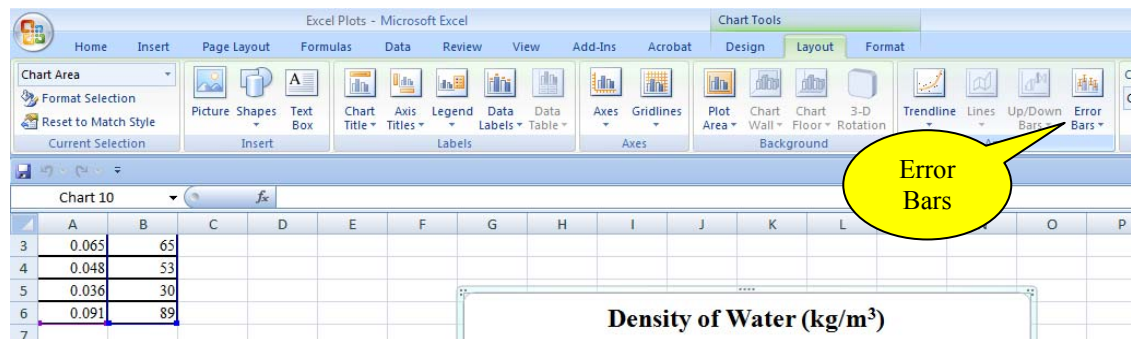 Excel Plots - Microsoft Excel
Chart Tools
Home Insert Page Layout Formulas Data Review View Add-Ins Acrobat Design Layout Format
Chart Area
Format Selection
Reset to Match Style
Current Selection
Picture Shapes Text Box
Insert
Chart Title Axis Titles Legend Data Labels Data Table
Labels
Axes Gridlines
Axes
Plot Area Chart Wall Chart Floor 3-D Rotation
Background
Trendline Lines Up/Down Bars Error Bars
Error
Bars
Chart 10
fx
A B C D E F G H I J K L O P
3 0.065 65
4 0.048 53
5 0.036 30
6 0.091 89
7
Density of Water (kg/m³)